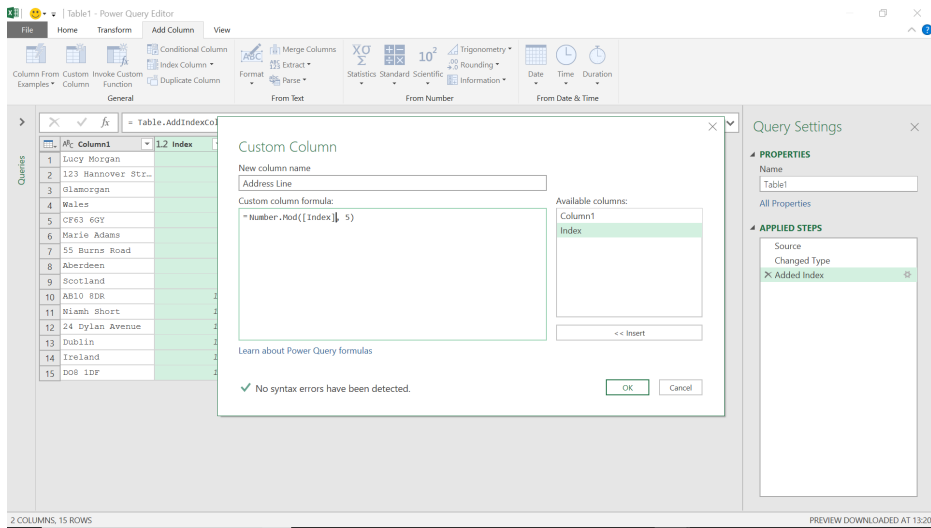 Table1 - Power Query Editor
File Home Transform Add Column View
Column From Examples
Custom Column
Invoke Custom Function
Conditional Column
Index Column
Duplicate Column
General
Format
Merge Columns
Extract
Parse
From Text
Statistics
Standard
Scientific
Trigonometry
Rounding
Information
From Number
Date
Time
Duration
From Date & Time
fx = Table.AddIndexCol
Queries
Column1 1.2 Index
1 Lucy Morgan
2 123 Hannover Str...
3 Glamorgan
4 Wales
5 CF63 6GY
6 Marie Adams
7 55 Burns Road
8 Aberdeen
9 Scotland
10 AB10 8DR
11 Niamh Short
12 24 Dylan Avenue
13 Dublin
14 Ireland
15 DO8 1DF
Custom Column
New column name
Address Line
Custom column formula:
= Number.Mod([Index], 5)
Available columns:
Column1
Index
<< Insert
Learn about Power Query formulas
No syntax errors have been detected.
OK Cancel
Query Settings
PROPERTIES
Name
Table1
All Properties
APPLIED STEPS
Source
Changed Type
Added Index
2 COLUMNS, 15 ROWS
PREVIEW DOWNLOADED AT 13:20